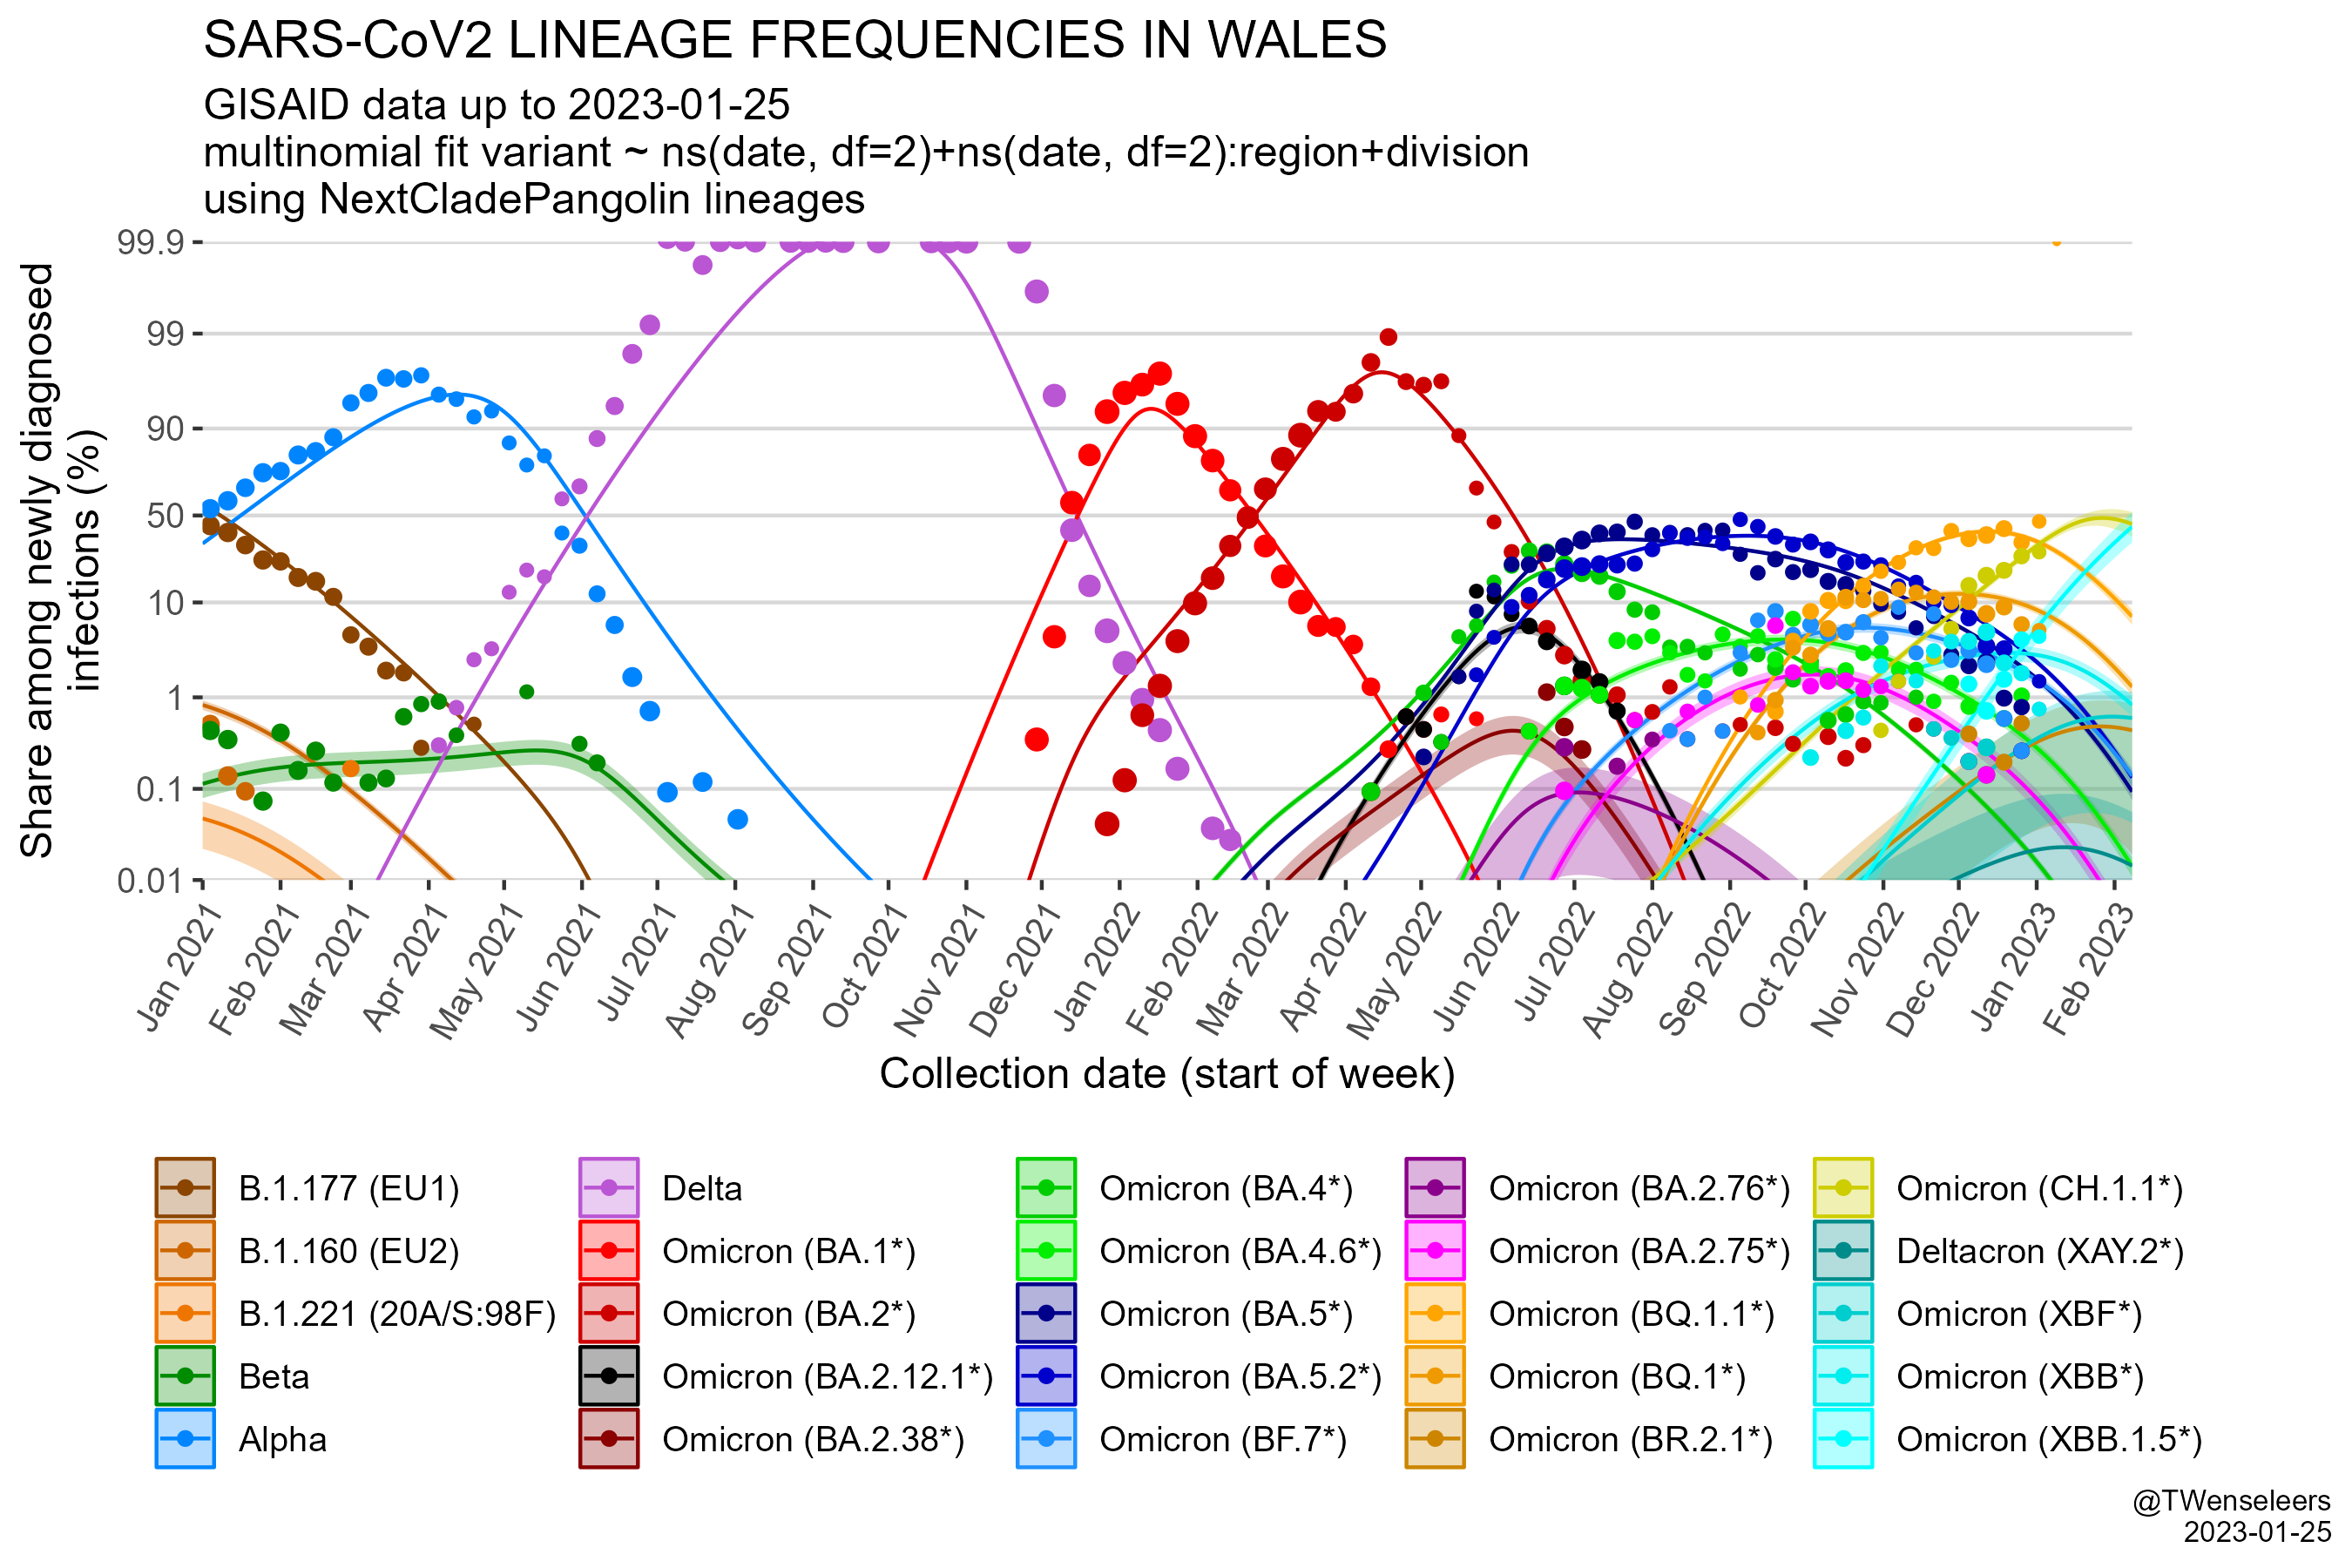 SARS-CoV2 LINEAGE FREQUENCIES IN WALES
GISAID data up to 2023-01-25
multinomial fit variant ~ ns(date, df=2)+ns(date, df=2):region+division
using NextCladePangolin lineages
Share among newly diagnosed
infections (%)
99.9
99
90
50
10
1
0.1
0.01
Jan 2021
Feb 2021
Mar 2021
Apr 2021
May 2021
Jun 2021
Jul 2021
Aug 2021
Sep 2021
Oct 2021
Nov 2021
Dec 2021
Jan 2022
Feb 2022
Mar 2022
Apr 2022
May 2022
Jun 2022
Jul 2022
Aug 2022
Sep 2022
Oct 2022
Nov 2022
Dec 2022
Jan 2023
Feb 2023
Collection date (start of week)
B.1.177 (EU1)
B.1.160 (EU2)
B.1.221 (20A/S:98F)
Beta
Alpha
Delta
Omicron (BA.1*)
Omicron (BA.2*)
Omicron (BA.2.12.1*)
Omicron (BA.2.38*)
Omicron (BA.4*)
Omicron (BA.4.6*)
Omicron (BA.5*)
Omicron (BA.5.2*)
Omicron (BF.7*)
Omicron (BA.2.76*)
Omicron (BA.2.75*)
Omicron (BQ.1.1*)
Omicron (BQ.1*)
Omicron (BR.2.1*)
Omicron (CH.1.1*)
Deltacron (XAY.2*)
Omicron (XBF*)
Omicron (XBB*)
Omicron (XBB.1.5*)
@TWenseleers
2023-01-25